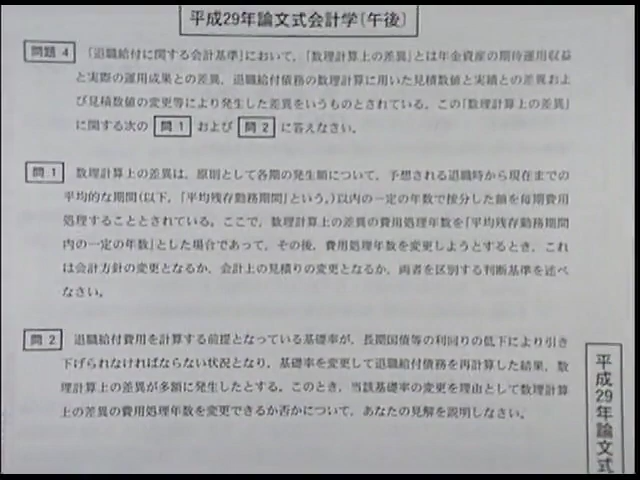 平成29年論文式会計学(午後)
問題 4 「退職給付に関する会計基準」において,「数理計算上の差異」とは年金資産の期待運用収益
と実際の運用成果との差異,退職給付債務の数理計算に用いた見積数値と実績との差異およ
び見積数値の変更等により発生した差異をいうものとされている。この「数理計算上の差異」
に関する次の 問 1 および 問 2 に答えなさい。
問 1 数理計算上の差異は,原則として各期の発生額について,予想される退職時から現在までの
平均的な期間(以下,「平均残存勤務期間」という。)以内の一定の年数で按分した額を毎期費用
処理することとされている。ここで,数理計算上の差異の費用処理年数を「平均残存勤務期間
内の一定の年数」とした場合であって,その後,費用処理年数を変更しようとするとき,これ
は会計方針の変更となるか,会計上の見積りの変更となるか,両者を区別する判断基準を述べ
なさい。
問 2 退職給付費用を計算する前提となっている基礎率が,長期国債等の利回りの低下により引き
下げられなければならない状況となり,基礎率を変更して退職給付債務を再計算した結果,数
理計算上の差異が多額に発生したとする。このとき,当該基礎率の変更を理由として数理計算
上の差異の費用処理年数を変更できるか否かについて,あなたの見解を説明しなさい。
平成29年論文式